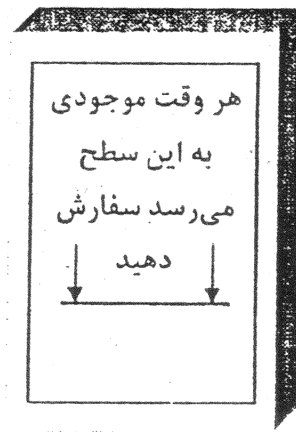 هر وقت موجودی
به این سطح
می‌رسد سفارش
دهید